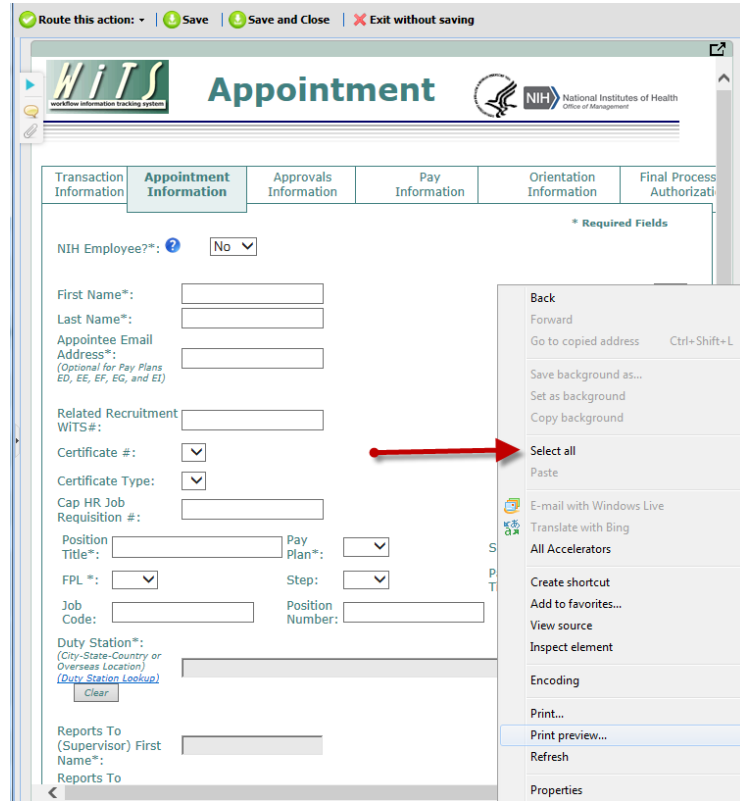 Route this action:
Save
Save and Close
Exit without saving
WiTS
workflow information tracking system
Appointment
NIH
National Institutes of Health
Office of Management
Transaction Information
Appointment Information
Approvals Information
Pay Information
Orientation Information
Final Process
Authorizati
* Required Fields
NIH Employee?*:
?
No
First Name*:
Last Name*:
Appointee Email
Address*:
(Optional for Pay Plans
ED, EE, EF, EG, and EI)
Related Recruitment
WiTS#:
Certificate #:
Certificate Type:
Cap HR Job
Requisition #:
Position
Title*:
Pay
Plan*:
S
FPL *:
Step:
P
T
Job
Code:
Position
Number:
Duty Station*:
(City-State-Country or
Overseas Location)
(Duty Station Lookup)
Clear
Reports To
(Supervisor) First
Name*:
Reports To
Back
Forward
Go to copied address Ctrl+Shift+L
Save background as...
Set as background
Copy background
Select all
Paste
E-mail with Windows Live
Translate with Bing
All Accelerators
Create shortcut
Add to favorites...
View source
Inspect element
Encoding
Print...
Print preview...
Refresh
Properties